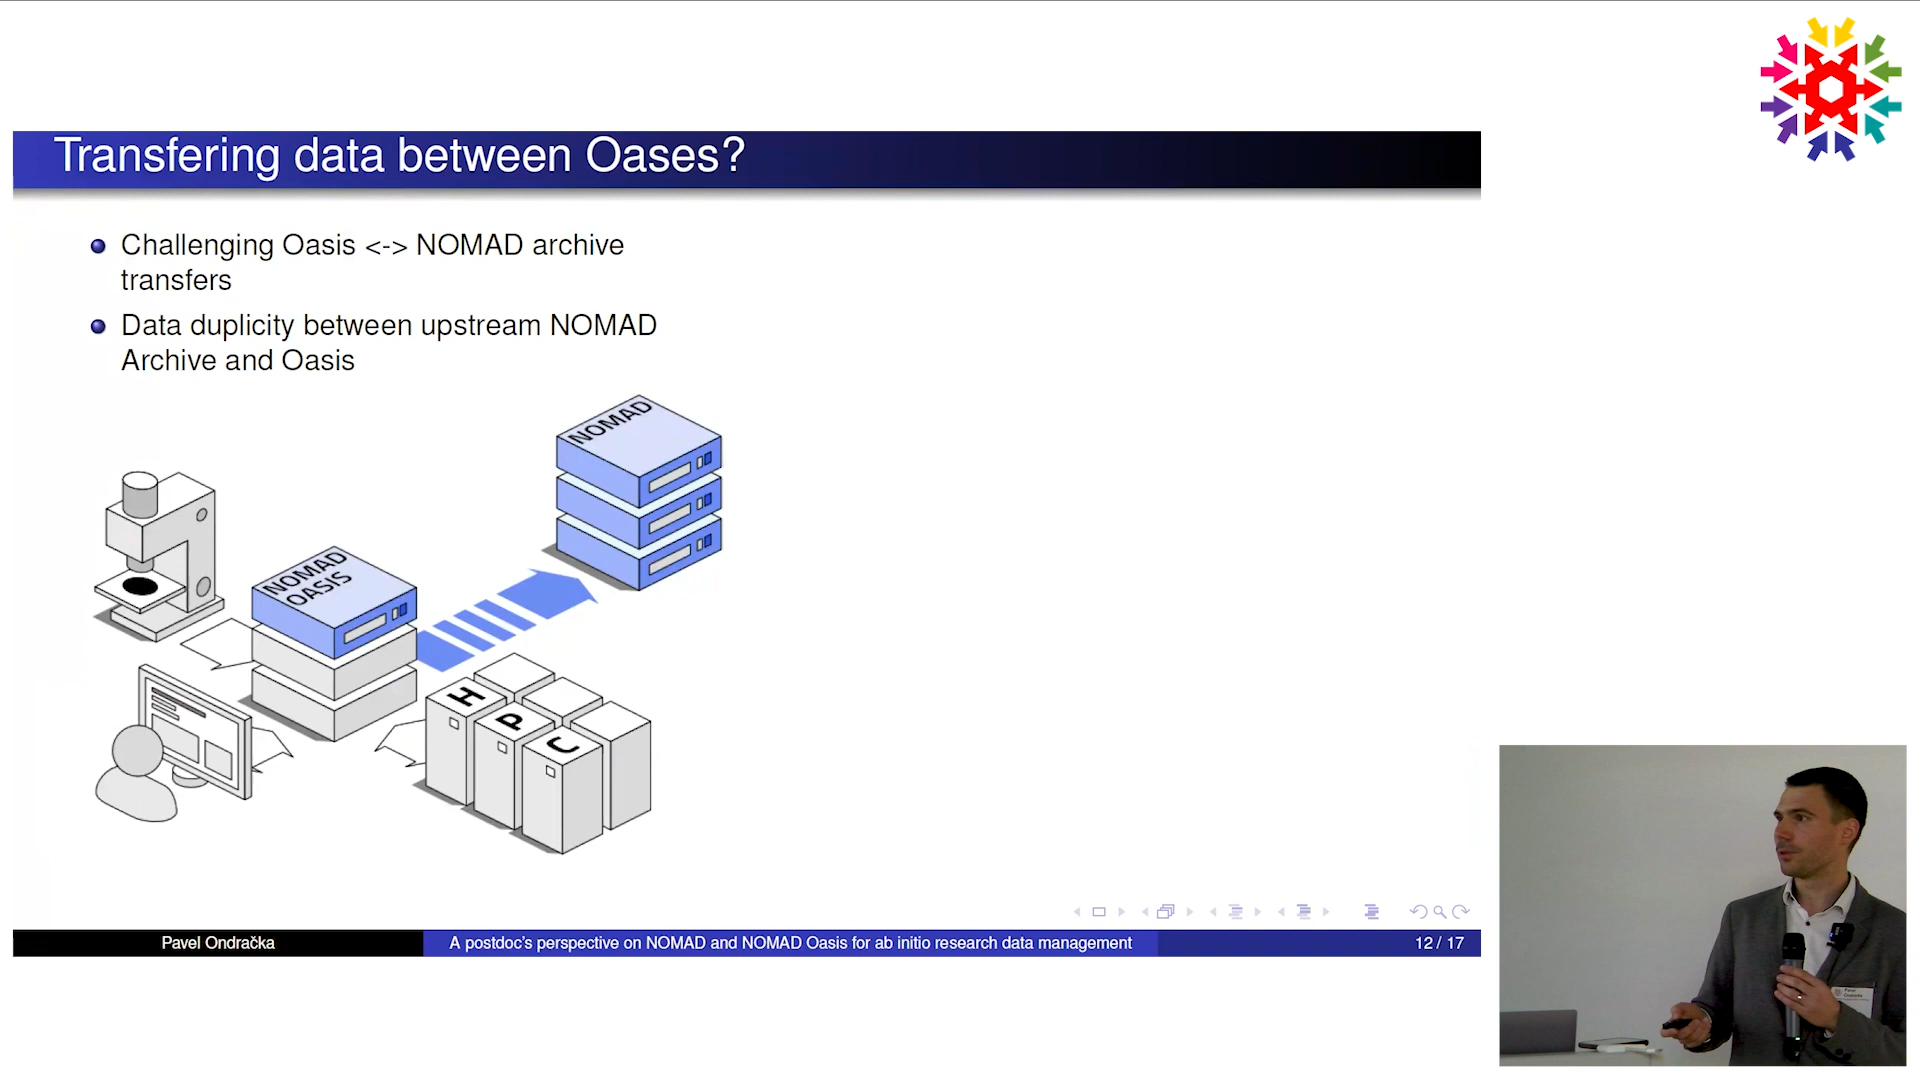 Transfering data between Oases?
Challenging Oasis <-> NOMAD archive
transfers
Data duplicity between upstream NOMAD
Archive and Oasis
NOMAD
NOMAD
OASIS
H
P
C
Pavel Ondračka
A postdoc's perspective on NOMAD and NOMAD Oasis for ab initio research data management
12 / 17